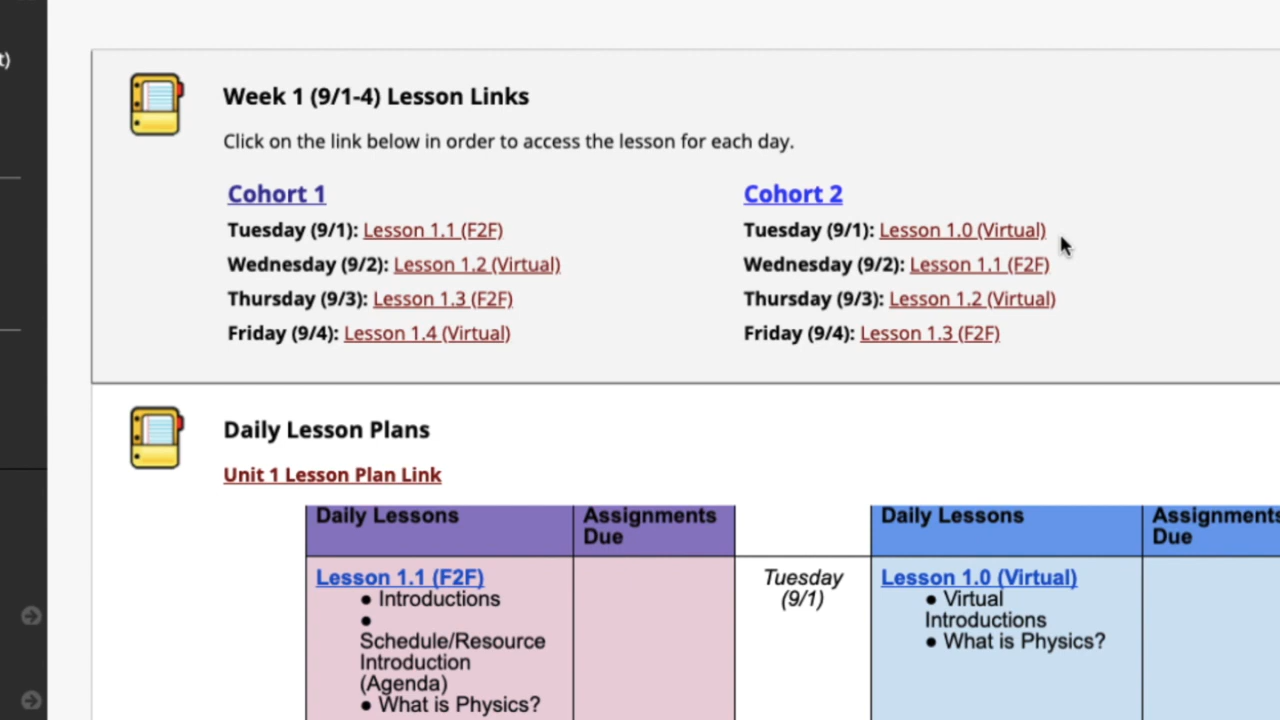 t)
Week 1 (9/1-4) Lesson Links
Click on the link below in order to access the lesson for each day.
Cohort 1
Tuesday (9/1): Lesson 1.1 (F2F)
Wednesday (9/2): Lesson 1.2 (Virtual)
Thursday (9/3): Lesson 1.3 (F2F)
Friday (9/4): Lesson 1.4 (Virtual)
Cohort 2
Tuesday (9/1): Lesson 1.0 (Virtual)
Wednesday (9/2): Lesson 1.1 (F2F)
Thursday (9/3): Lesson 1.2 (Virtual)
Friday (9/4): Lesson 1.3 (F2F)
Daily Lesson Plans
Unit 1 Lesson Plan Link
Daily Lessons
Assignments
Due
Lesson 1.1 (F2F)
● Introductions
●
Schedule/Resource
Introduction
(Agenda)
● What is Physics?
Tuesday
(9/1)
Daily Lessons
Assignments
Due
Lesson 1.0 (Virtual)
● Virtual
Introductions
● What is Physics?